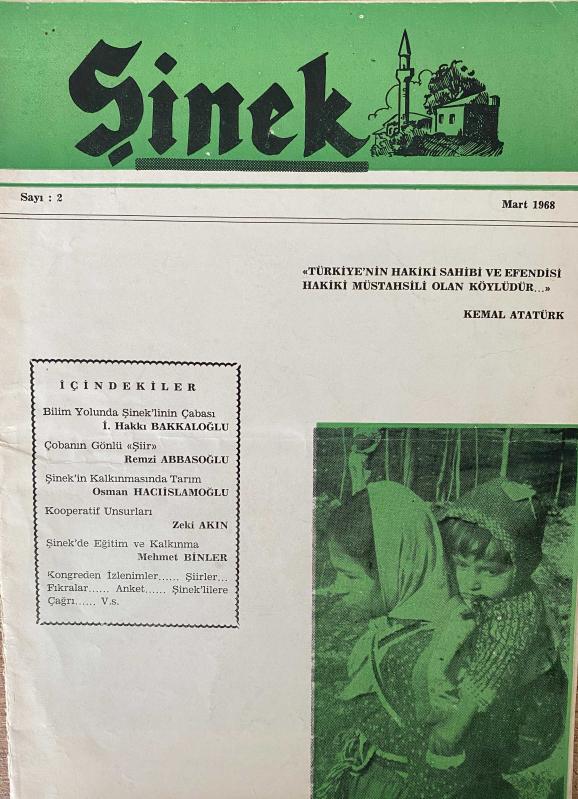 Şinek
Sayı : 2
Mart 1968
«TÜRKİYE'NİN HAKİKİ SAHİBİ VE EFENDİSİ
HAKİKİ MÜSTAHSİLİ OLAN KÖYLÜDÜR...»
KEMAL ATATÜRK
İÇİNDEKİLER
Bilim Yolunda Şinek'linin Çabası
İ. Hakkı BAKKALOĞLU
Çobanın Gönlü «Şiir»
Remzi ABBASOĞLU
Şinek'in Kalkınmasında Tarım
Osman HACIİSLAMOĞLU
Kooperatif Unsurları
Zeki AKIN
Şinek'de Eğitim ve Kalkınma
Mehmet BİNLER
Kongreden İzlenimler...... Şiirler...
Fıkralar...... Anket...... Şinek'lilere
Çağrı...... V.s.